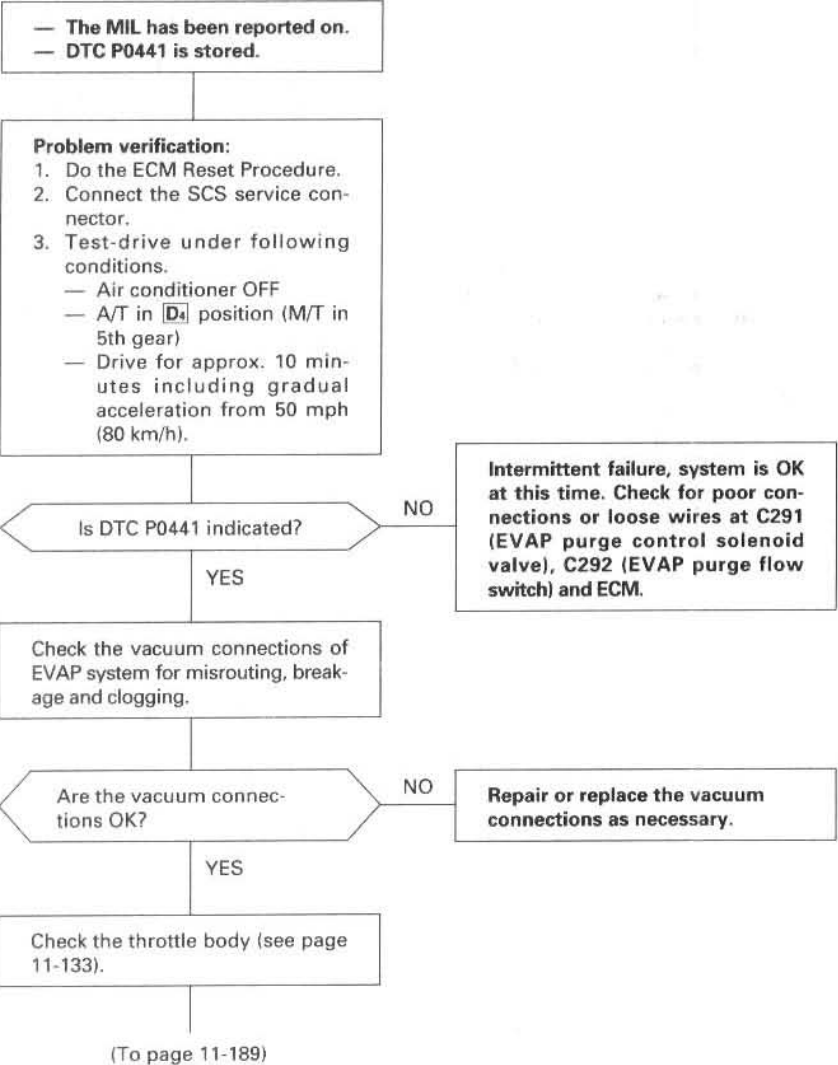 — The MIL has been reported on.
— DTC P0441 is stored.
Problem verification:
1. Do the ECM Reset Procedure.
2. Connect the SCS service con-
nector.
3. Test-drive under following
conditions.
— Air conditioner OFF
— A/T in D4 position (M/T in
5th gear)
— Drive for approx. 10 min-
utes including gradual
acceleration from 50 mph
(80 km/h).
Is DTC P0441 indicated?
NO
Intermittent failure, system is OK
at this time. Check for poor con-
nections or loose wires at C291
(EVAP purge control solenoid
valve), C292 (EVAP purge flow
switch) and ECM.
YES
Check the vacuum connections of
EVAP system for misrouting, break-
age and clogging.
Are the vacuum connec-
tions OK?
NO
Repair or replace the vacuum
connections as necessary.
YES
Check the throttle body (see page
11-133).
(To page 11-189)